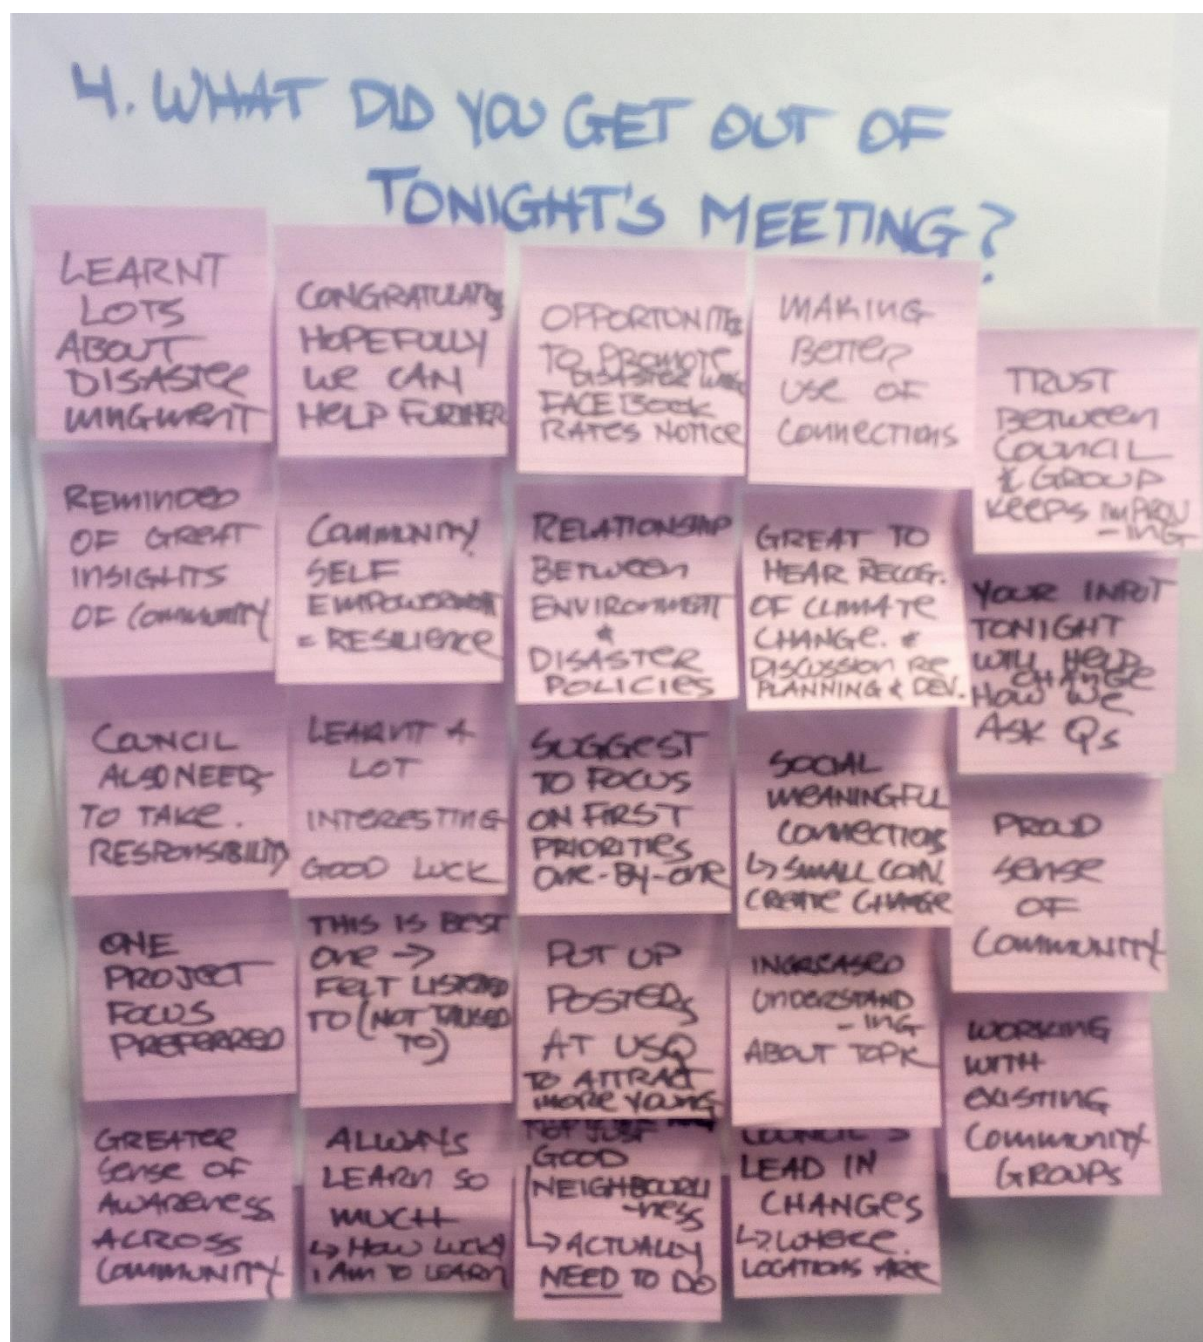 4. WHAT DID YOU GET OUT OF
TONIGHT'S MEETING?
LEARNT
LOTS
ABOUT
DISASTER
MNGMENT
REMINDED
OF GREAT
INSIGHTS
OF COMMUNITY
COUNCIL
ALSO NEEDS
TO TAKE.
RESPONSIBILITY
ONE
PROJECT
FOCUS
PREFERRED
GREATER
SENSE OF
AWARENESS
ACROSS
COMMUNITY
CONGRATULATIONS
HOPEFULLY
WE CAN
HELP FURTHER
COMMUNITY
SELF
EMPOWERMENT
= RESILIENCE
LEARNT A
LOT
INTERESTING
GOOD LUCK
THIS IS BEST
ONE →
FELT LISTENED
TO (NOT TALKED
TO)
ALWAYS
LEARN SO
MUCH
↳ HOW LUCKY
I AM TO LEARN
OPPORTUNITIES
TO PROMOTE
DISASTER MNG
FACEBOOK
RATES NOTICE
RELATIONSHIP
BETWEEN
ENVIRONMENT
&
DISASTER
POLICIES
SUGGEST
TO FOCUS
ON FIRST
PRIORITIES
ONE-BY-ONE
PUT UP
POSTERS
AT USQ
TO ATTRACT
MORE YOUNG
NOT JUST
GOOD
NEIGHBOURLI
-NESS
↳ ACTUALLY
NEED TO DO
MAKING
BETTER
USE OF
CONNECTIONS
GREAT TO
HEAR RECOG.
OF CLIMATE
CHANGE. &
DISCUSSION RE
PLANNING & DEV.
SOCIAL
MEANINGFUL
CONNECTIONS
↳ SMALL CAN
CREATE CHANGE
INCREASED
UNDERSTAND
-ING
ABOUT TOPIC
COUNCIL'S
LEAD IN
CHANGES
↳ WHERE.
LOCATIONS ARE
TRUST
BETWEEN
COUNCIL
& GROUP
KEEPS IMPROV
-ING
YOUR INPUT
TONIGHT
WILL HELP
CHANGE
HOW WE
ASK Qs
PROUD
SENSE
OF
COMMUNITY
WORKING
WITH
EXISTING
COMMUNITY
GROUPS